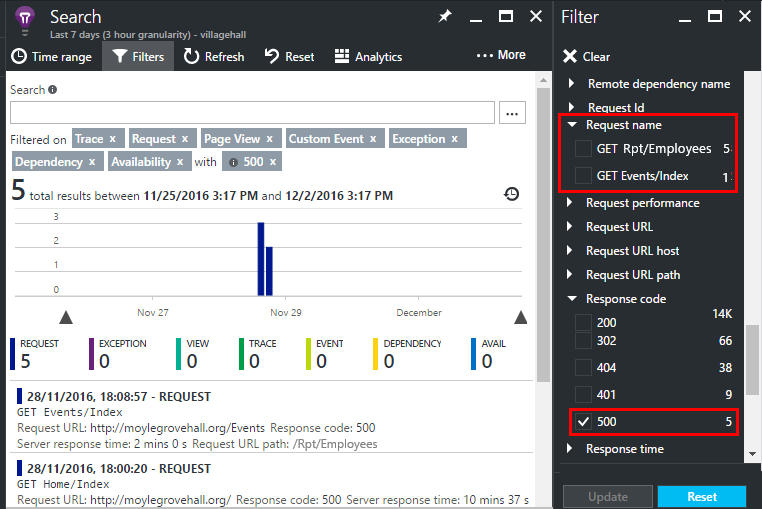 Search
Last 7 days (3 hour granularity) - villagehall
Time range Filters Refresh Reset Analytics ... More
Search
...
Filtered on Trace x Request x Page View x Custom Event x Exception x
Dependency x Availability x with 500 x
5 total results between 11/25/2016 3:17 PM and 12/2/2016 3:17 PM
3
2
1
0
Nov 27 Nov 29 December
REQUEST EXCEPTION VIEW TRACE EVENT DEPENDENCY AVAIL
5 0 0 0 0 0 0
28/11/2016, 18:08:57 - REQUEST
GET Events/Index
Request URL: http://moylegrovehall.org/Events Response code: 500
Server response time: 2 mins 0 s Request URL path: /Rpt/Employees
28/11/2016, 18:00:20 - REQUEST
GET Home/Index
Request URL: http://moylegrovehall.org/ Response code: 500 Server response time: 10 mins 37 s
Filter
Clear
Remote dependency name
Request Id
Request name
GET Rpt/Employees 5
GET Events/Index 1
Request performance
Request URL
Request URL host
Request URL path
Response code
200 14K
302 66
404 38
401 9
500 5
Response time
Update Reset